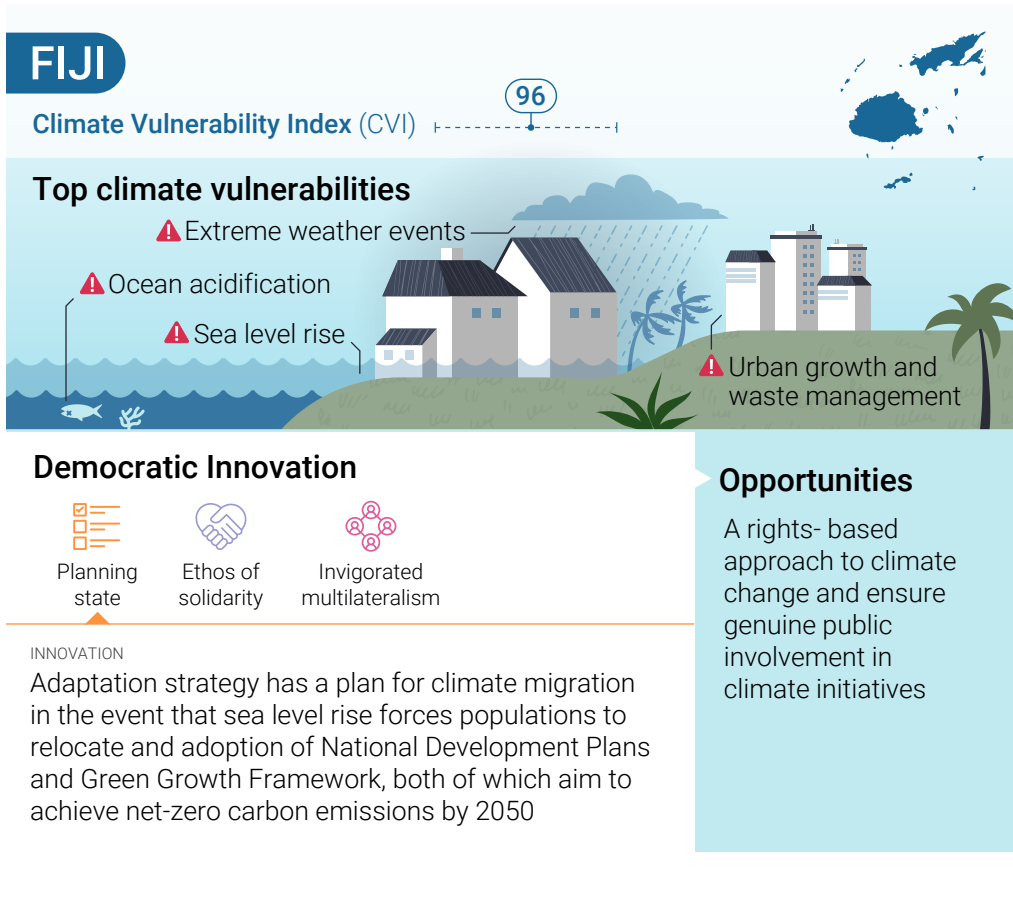 FIJI
Climate Vulnerability Index (CVI)
96
Top climate vulnerabilities
Extreme weather events
Ocean acidification
Sea level rise
Urban growth and
waste management
Democratic Innovation
Planning
state
Ethos of
solidarity
Invigorated
multilateralism
INNOVATION
Adaptation strategy has a plan for climate migration
in the event that sea level rise forces populations to
relocate and adoption of National Development Plans
and Green Growth Framework, both of which aim to
achieve net-zero carbon emissions by 2050
Opportunities
A rights- based
approach to climate
change and ensure
genuine public
involvement in
climate initiatives